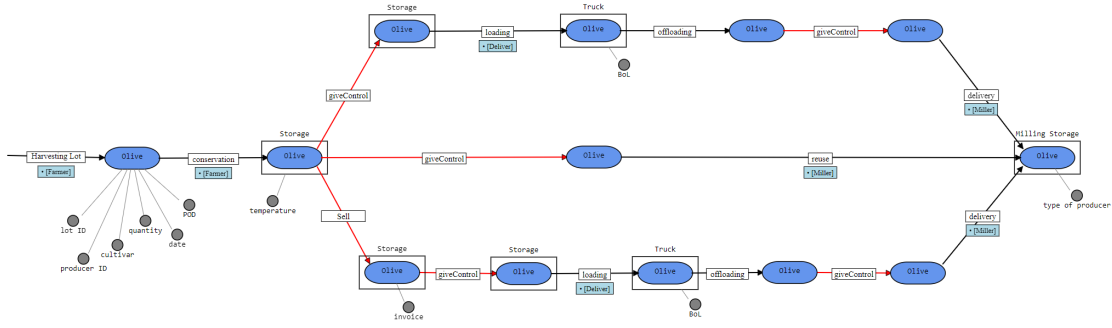 Storage
Truck
Olive
loading
Olive
offloading
Olive
giveControl
Olive
• [Deliver]
BoL
giveControl
delivery
• [Miller]
Storage
Milling Storage
Harvesting Lot
Olive
conservation
Olive
giveControl
Olive
reuse
Olive
• [Farmer]
• [Farmer]
• [Miller]
lot ID
producer ID
cultivar
quantity
date
POD
temperature
type of producer
Sell
delivery
• [Miller]
Storage
Storage
Truck
Olive
giveControl
Olive
loading
Olive
offloading
Olive
giveControl
Olive
• [Deliver]
invoice
BoL